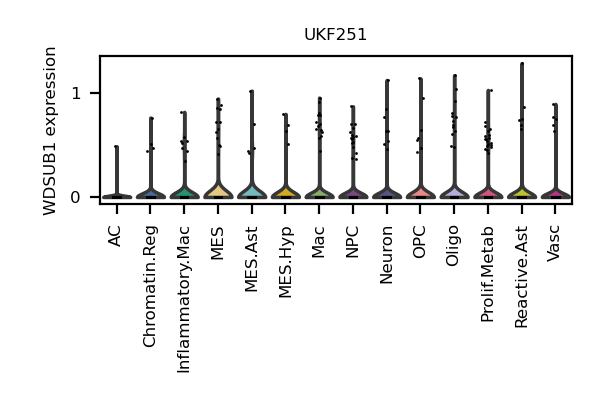 UKF251
WDSUB1 expression
1
0
AC
Chromatin.Reg
Inflammatory.Mac
MES
MES.Ast
MES.Hyp
Mac
NPC
Neuron
OPC
Oligo
Prolif.Metab
Reactive.Ast
Vasc